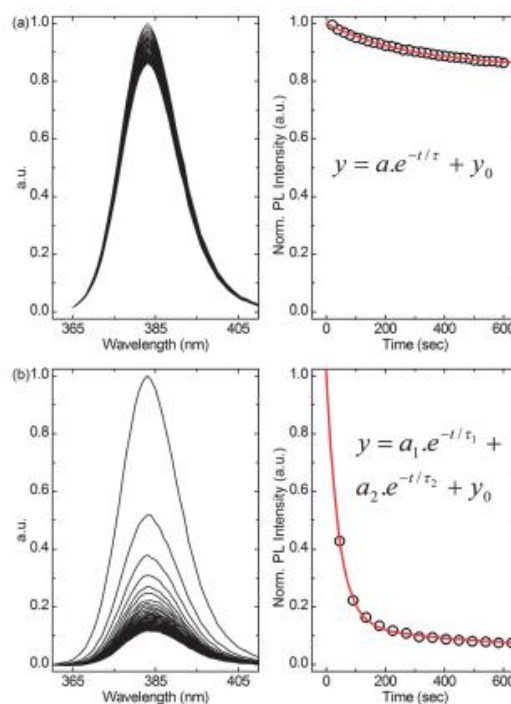 (a)
1.0
0.8
0.6
0.4
0.2
0.0
a.u.
365
385
405
Wavelength (nm)
1.0
0.8
0.6
0.4
0.2
0.0
Norm. PL Intensity (a.u.)
y = a.e^{-t/τ} + y_0
0
200
400
600
Time (sec)
(b)
1.0
0.8
0.6
0.4
0.2
0.0
a.u.
365
385
405
Wavelength (nm)
1.0
0.8
0.6
0.4
0.2
0.0
Norm. PL Intensity (a.u.)
y = a_1.e^{-t/τ_1} +
a_2.e^{-t/τ_2} + y_0
0
200
400
600
Time (sec)